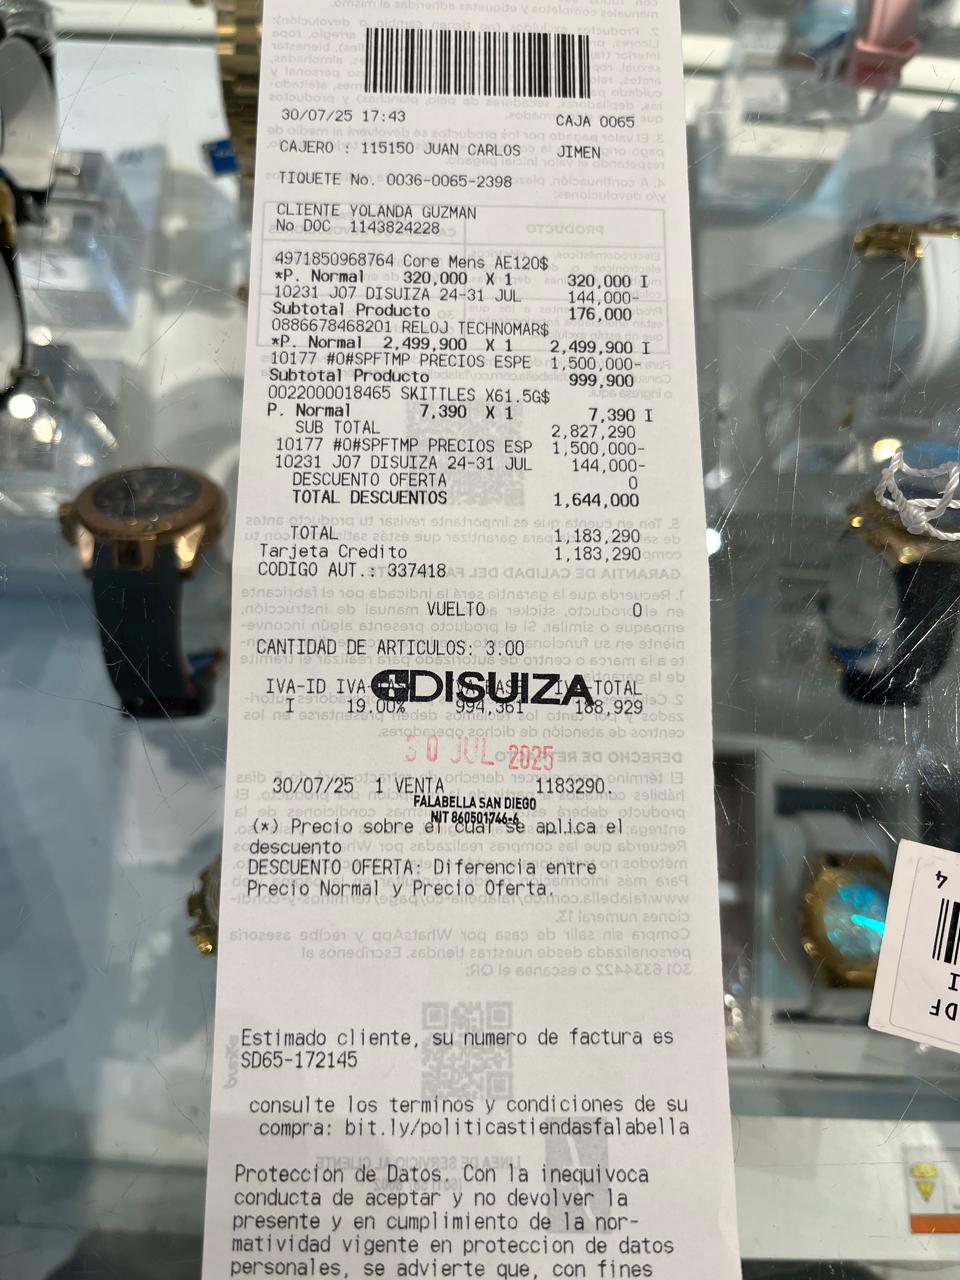 30/07/25 17:43 CAJA 0065
CAJERO : 115150 JUAN CARLOS JIMEN
TIQUETE No. 0036-0065-2398
CLIENTE YOLANDA GUZMAN
No DOC 1143824228
4971850968764 Core Mens AE120$
*P. Normal 320,000 X 1 320,000 I
10231 J07 DISUIZA 24-31 JUL 144,000-
Subtotal Producto 176,000
0886678468201 RELOJ TECHNOMAR$
*P. Normal 2,499,900 X 1 2,499,900 I
10177 #0#SPFTMP PRECIOS ESPE 1,500,000-
Subtotal Producto 999,900
0022000018465 SKITTLES X61.5G$
P. Normal 7,390 X 1 7,390 I
SUB TOTAL 2,827,290
10177 #0#SPFTMP PRECIOS ESP 1,500,000-
10231 J07 DISUIZA 24-31 JUL 144,000-
DESCUENTO OFERTA 0
TOTAL DESCUENTOS 1,644,000
TOTAL 1,183,290
Tarjeta Credito 1,183,290
CODIGO AUT.: 337418
VUELTO 0
CANTIDAD DE ARTICULOS: 3.00
IVA-ID IVA- DISUIZA TOTAL
I 19.00% 994,361 188,929
30 JUL 2025
30/07/25 1 VENTA 1183290.
FALABELLA SAN DIEGO
NIT 860501746-6
(*) Precio sobre el cual se aplica el
descuento
DESCUENTO OFERTA: Diferencia entre
Precio Normal y Precio Oferta.
Estimado cliente, su numero de factura es
SD65-172145
consulte los terminos y condiciones de su
compra: bit.ly/politicastiendasfalabella
Proteccion de Datos. Con la inequivoca
conducta de aceptar y no devolver la
presente y en cumplimiento de la nor-
matividad vigente en proteccion de datos
personales, se advierte que, con fines